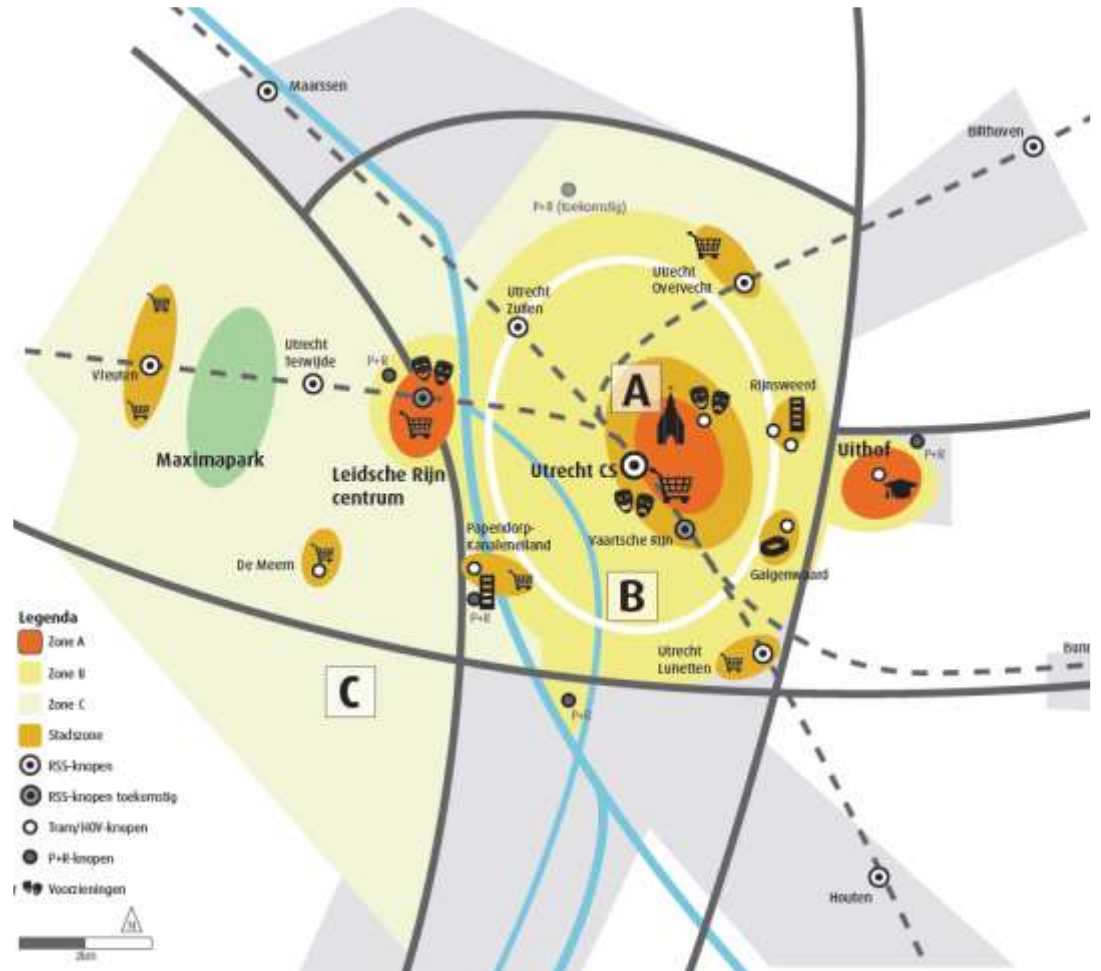 Maarssen
Bilthoven
P+R (toekomstig)
Utrecht
Overvecht
Utrecht
Zuilen
Utrecht
Terwijde
P+R
Vleuten
A
Rijnsweerd
Maximapark
Leidsche Rijn
centrum
Utrecht CS
Uithof
P+R
Papendorp-
Kanaleneiland
Vaartsche Rijn
De Meern
Galgenwaard
B
P+R
Utrecht
Lunetten
Bunn
C
P+R
Houten
Legenda
Zone A
Zone B
Zone C
Stadszone
RSS-knopen
RSS-knopen toekomstig
Tram/HOV-knopen
P+R-knopen
Voorzieningen
N
2km